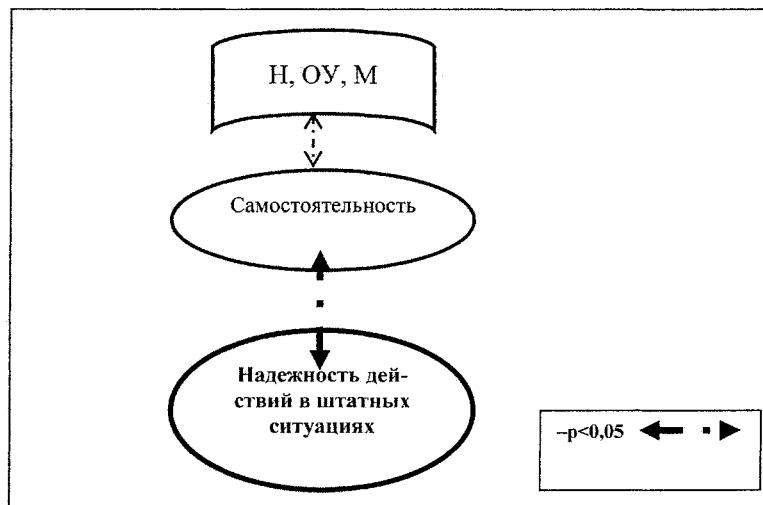 Н, ОУ, М
Самостоятельность
Надежность дей-
ствий в штатных
ситуациях
–p<0,05